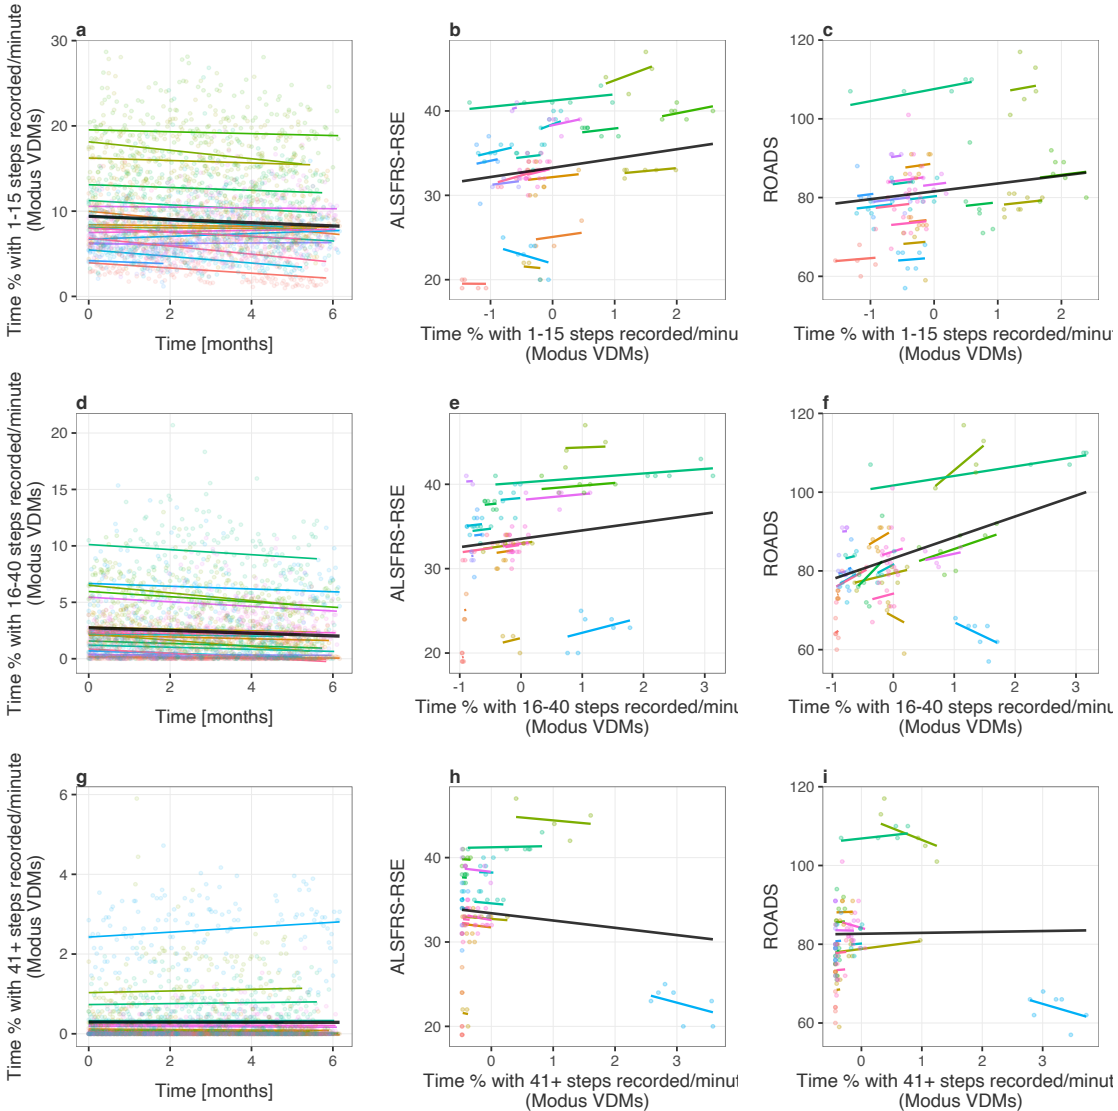 a
b
c
Time % with 1-15 steps recorded/minute
(Modus VDMs)
30
20
10
0
0
2
4
6
Time [months]
ALSFRS-RSE
40
30
20
-1
0
1
2
Time % with 1-15 steps recorded/minu
(Modus VDMs)
ROADS
120
100
80
60
-1
0
1
2
Time % with 1-15 steps recorded/minu
(Modus VDMs)
d
e
f
Time % with 16-40 steps recorded/minute
(Modus VDMs)
20
15
10
5
0
0
2
4
6
Time [months]
ALSFRS-RSE
40
30
20
-1
0
1
2
3
Time % with 16-40 steps recorded/minu
(Modus VDMs)
ROADS
120
100
80
60
-1
0
1
2
3
Time % with 16-40 steps recorded/minu
(Modus VDMs)
g
h
i
Time % with 41+ steps recorded/minute
(Modus VDMs)
6
4
2
0
0
2
4
6
Time [months]
ALSFRS-RSE
40
30
20
0
1
2
3
Time % with 41+ steps recorded/minut
(Modus VDMs)
ROADS
120
100
80
60
0
1
2
3
Time % with 41+ steps recorded/minut
(Modus VDMs)